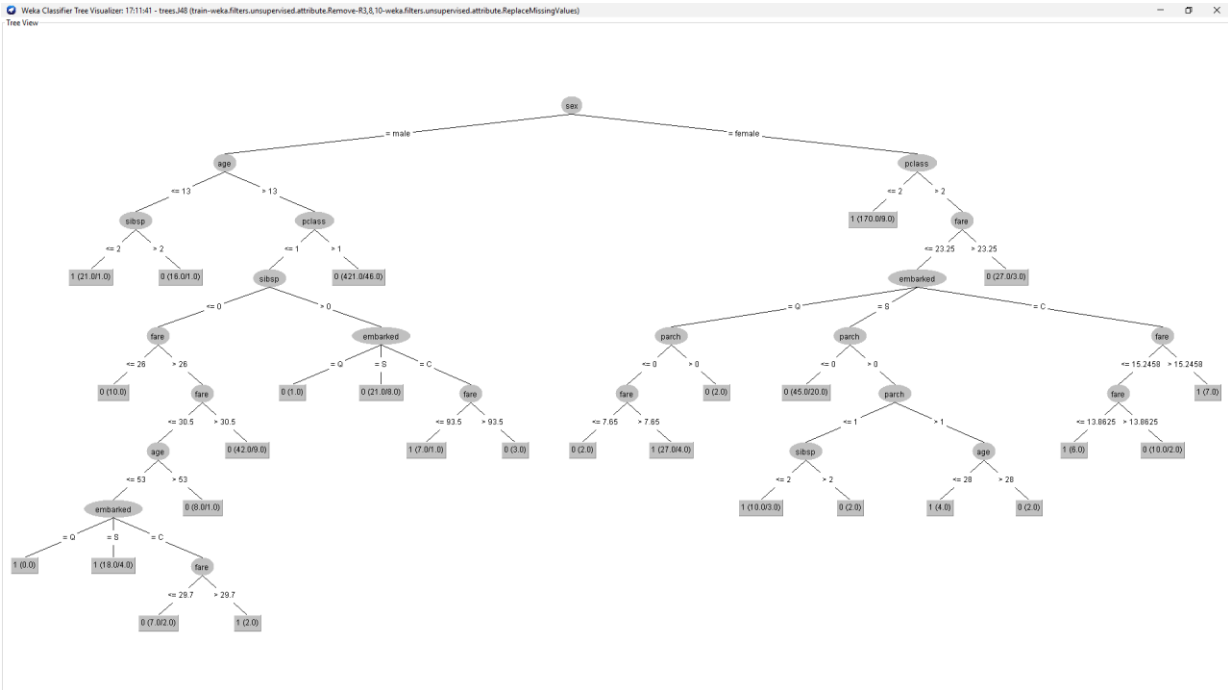 Weka Classifier Tree Visualizer: 17:11:41 - trees.J48 (train-weka.filters.unsupervised.attribute.Remove-R3,8,10-weka.filters.unsupervised.attribute.ReplaceMissingValues)
Tree View
sex
= male = female
age pclass
<= 13 > 13 <= 2 > 2
sibsp pclass 1 (170.0/9.0) fare
<= 2 > 2 <= 1 > 1 <= 23.25 > 23.25
1 (21.0/1.0) 0 (16.0/1.0) sibsp 0 (421.0/46.0) embarked 0 (27.0/3.0)
<= 0 > 0 = Q = S = C
fare embarked parch parch fare
<= 26 > 26 = Q = S = C <= 0 > 0 <= 0 > 0 <= 15.2458 > 15.2458
0 (10.0) fare 0 (1.0) 0 (21.0/8.0) fare fare 0 (2.0) 0 (45.0/20.0) parch fare 1 (7.0)
<= 30.5 > 30.5 <= 93.5 > 93.5 <= 7.65 > 7.65 <= 1 > 1 <= 13.8625 > 13.8625
age 0 (42.0/9.0) 1 (7.0/1.0) 0 (3.0) 0 (2.0) 1 (27.0/4.0) sibsp age 1 (6.0) 0 (10.0/2.0)
<= 53 > 53 <= 2 > 2 <= 28 > 28
embarked 0 (8.0/1.0) 1 (10.0/3.0) 0 (2.0) 1 (4.0) 0 (2.0)
= Q = S = C
1 (0.0) 1 (18.0/4.0) fare
<= 29.7 > 29.7
0 (7.0/2.0) 1 (2.0)